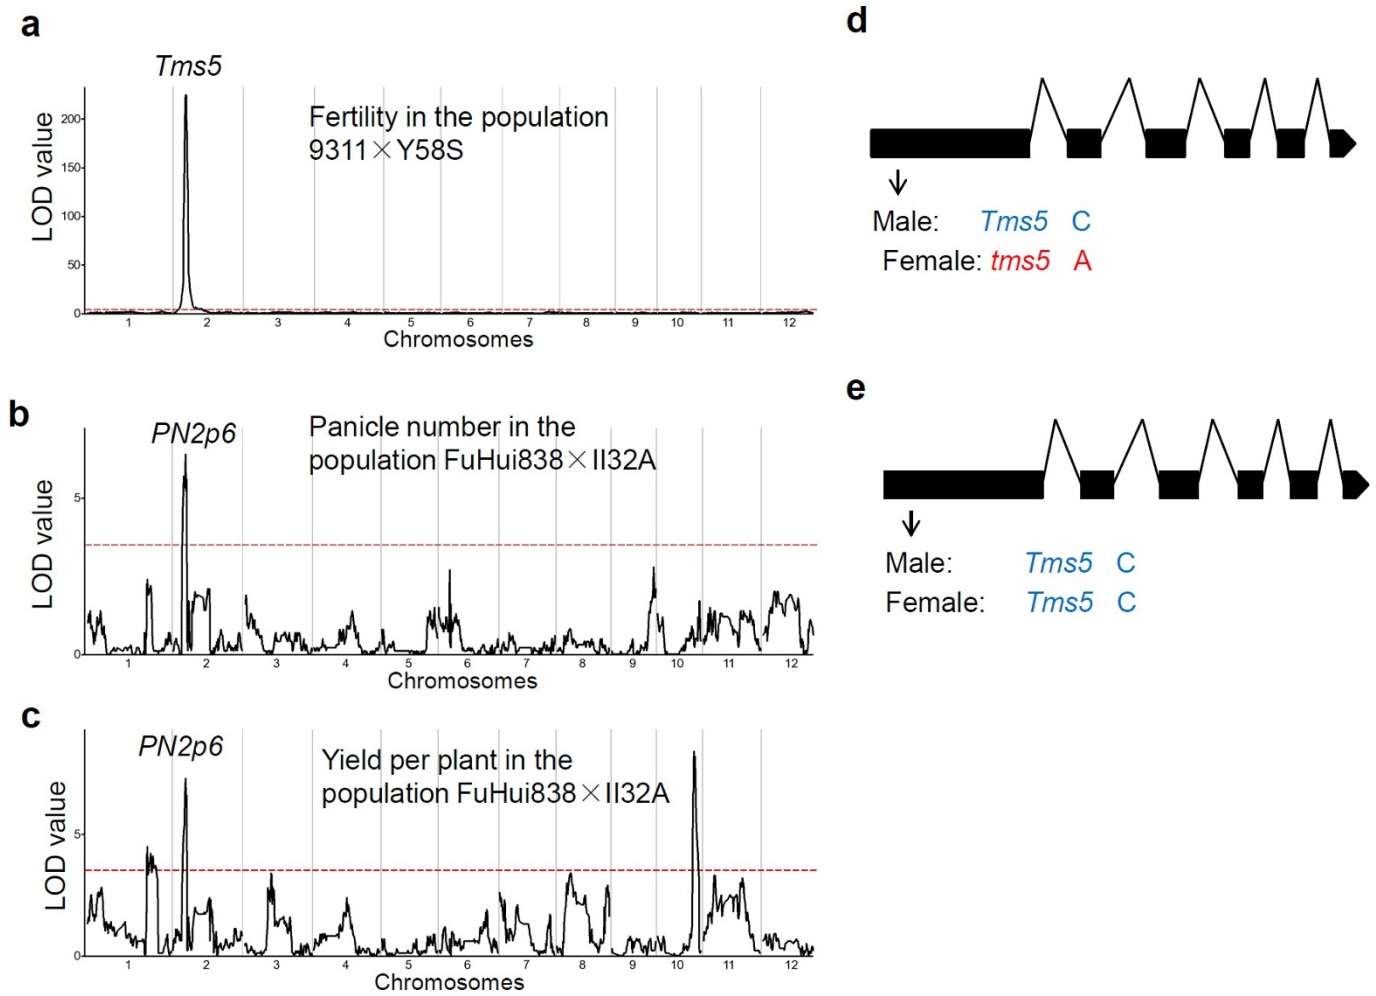 a
Tms5
Fertility in the population
9311×Y58S
LOD value
200
150
100
50
0
1 2 3 4 5 6 7 8 9 10 11 12
Chromosomes
b
PN2p6
Panicle number in the
population FuHui838×II32A
LOD value
5
0
1 2 3 4 5 6 7 8 9 10 11 12
Chromosomes
c
PN2p6
Yield per plant in the
population FuHui838×II32A
LOD value
5
0
1 2 3 4 5 6 7 8 9 10 11 12
Chromosomes
d
Male: Tms5 C
Female: tms5 A
e
Male: Tms5 C
Female: Tms5 C